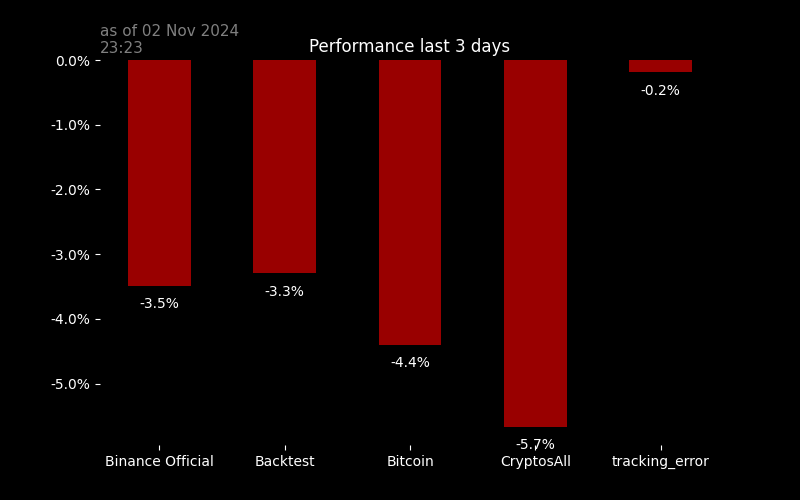 as of 02 Nov 2024
23:23
Performance last 3 days
0.0%
-1.0%
-2.0%
-3.0%
-4.0%
-5.0%
-3.5%
-3.3%
-4.4%
-5.7%
-0.2%
Binance Official
Backtest
Bitcoin
CryptosAll
tracking_error